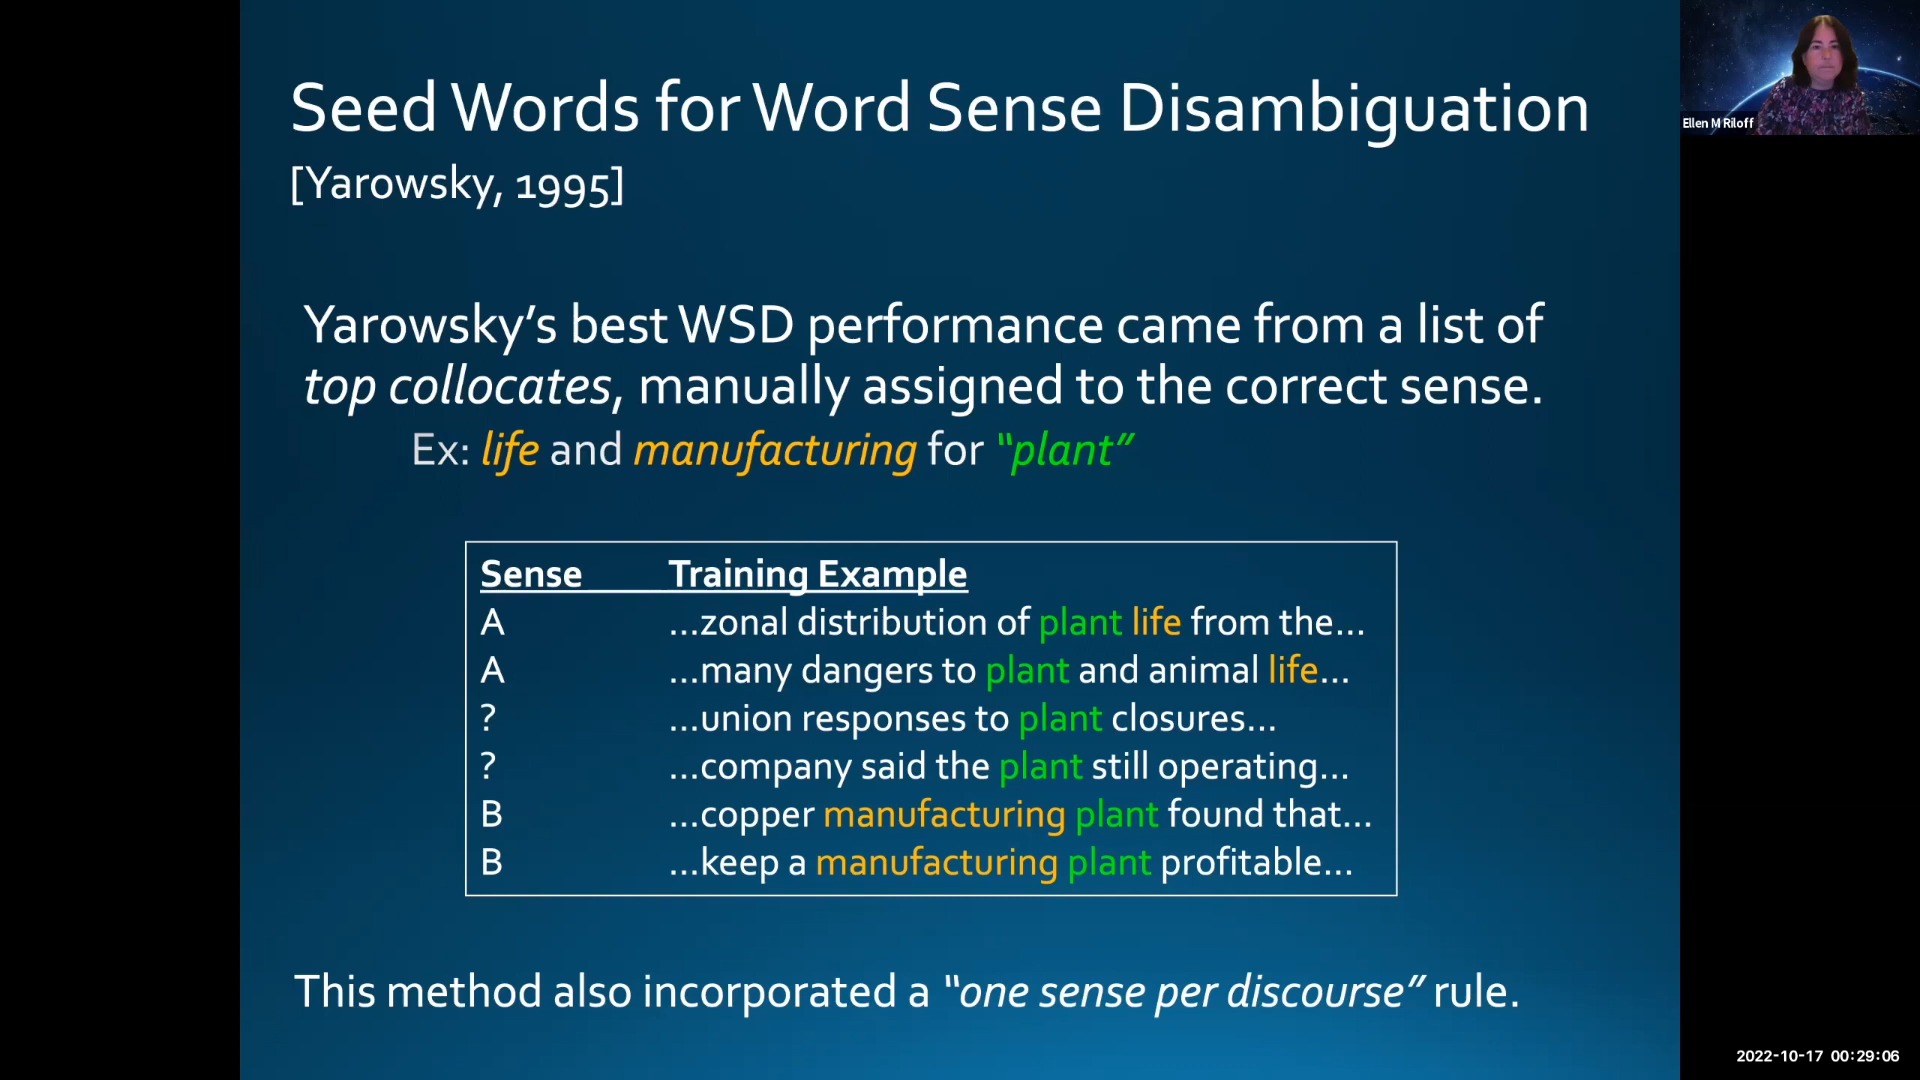 Seed Words for Word Sense Disambiguation
[Yarowsky, 1995]
Yarowsky’s best WSD performance came from a list of
top collocates, manually assigned to the correct sense.
Ex: life and manufacturing for “plant”
Sense Training Example
A ...zonal distribution of plant life from the...
A ...many dangers to plant and animal life...
? ...union responses to plant closures...
? ...company said the plant still operating...
B ...copper manufacturing plant found that...
B ...keep a manufacturing plant profitable...
This method also incorporated a “one sense per discourse” rule.
Ellen M Riloff
2022-10-17 00:29:06